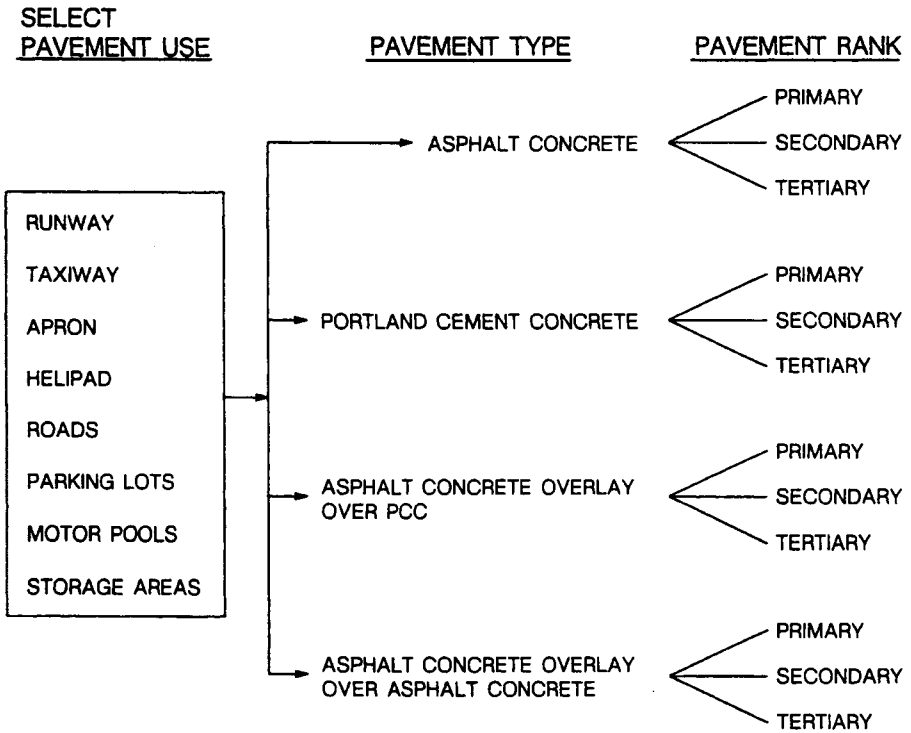 SELECT
PAVEMENT USE
PAVEMENT TYPE
PAVEMENT RANK
RUNWAY
TAXIWAY
APRON
HELIPAD
ROADS
PARKING LOTS
MOTOR POOLS
STORAGE AREAS
ASPHALT CONCRETE
PRIMARY
SECONDARY
TERTIARY
PORTLAND CEMENT CONCRETE
PRIMARY
SECONDARY
TERTIARY
ASPHALT CONCRETE OVERLAY
OVER PCC
PRIMARY
SECONDARY
TERTIARY
ASPHALT CONCRETE OVERLAY
OVER ASPHALT CONCRETE
PRIMARY
SECONDARY
TERTIARY